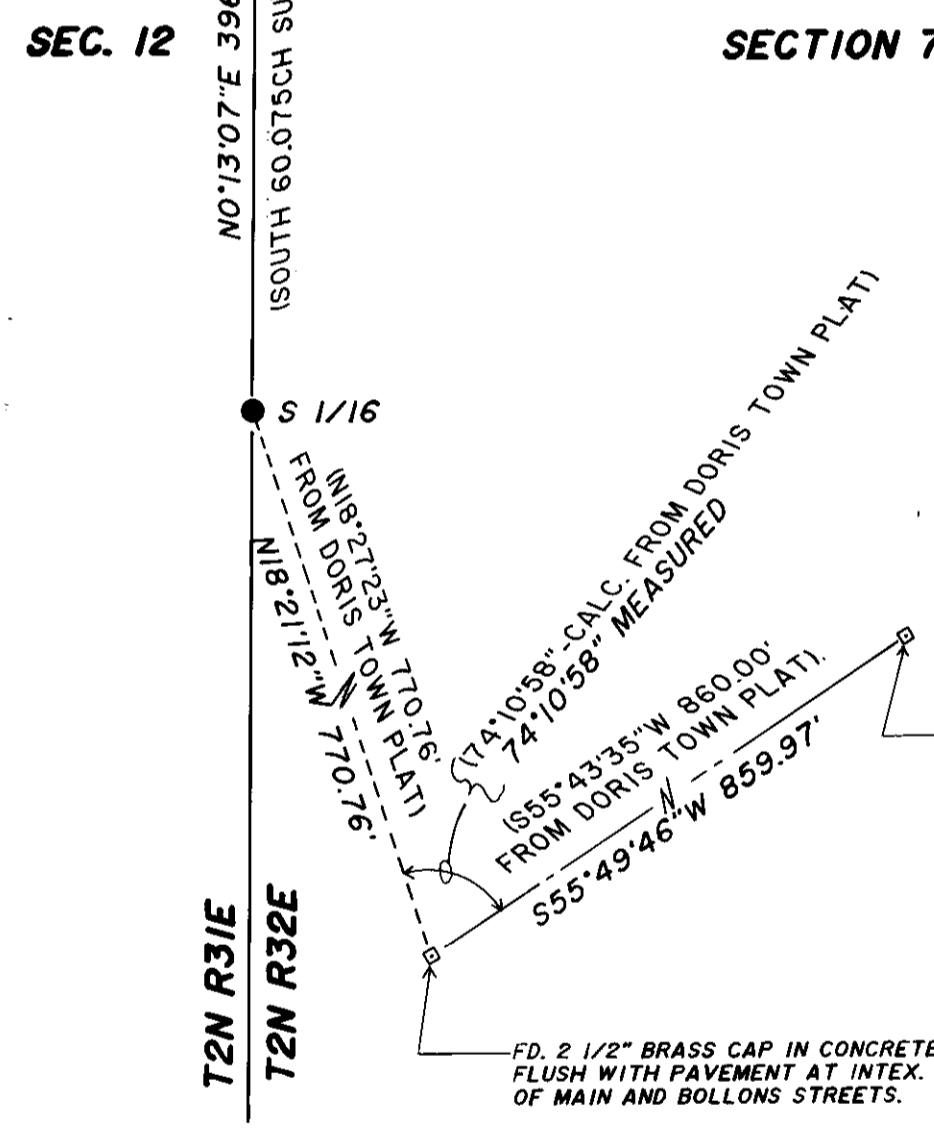 SEC. 12
SECTION 7
N0°13'07"E 396
(SOUTH 60.075CH SU
S 1/16
(N18°27'23"W 770.76'
FROM DORIS TOWN PLAT)
N18°21'12"W 770.76'
(74°10'58"-CALC. FROM DORIS TOWN PLAT)
74°10'58" MEASURED
(S55°43'35"W 860.00'
FROM DORIS TOWN PLAT).
S55°49'46"W 859.97'
T2N R31E
T2N R32E
FD. 2 1/2" BRASS CAP IN CONCRETE
FLUSH WITH PAVEMENT AT INTEX.
OF MAIN AND BOLLONS STREETS.